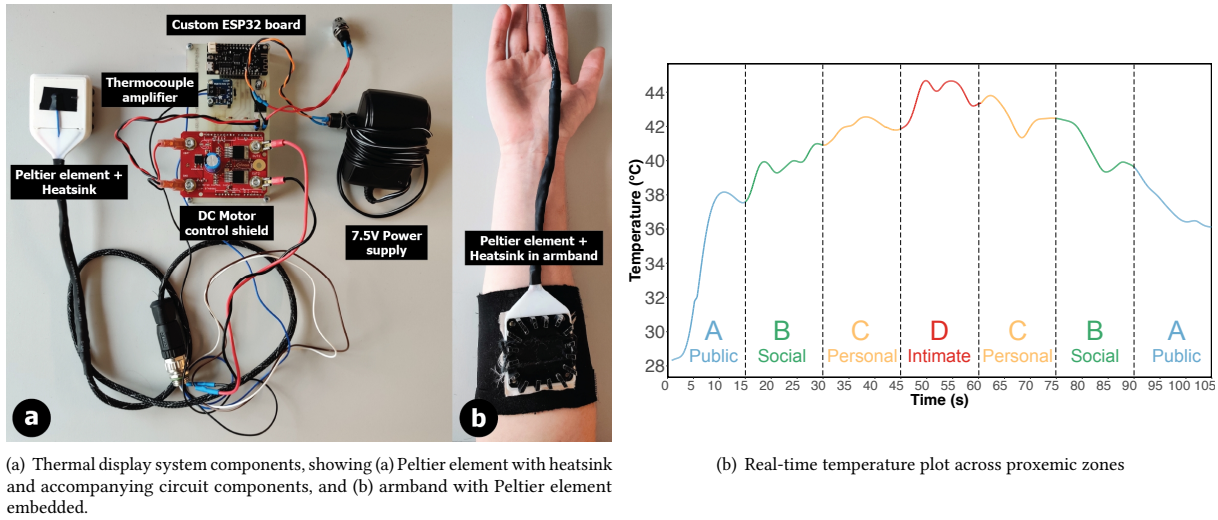 Custom ESP32 board
Thermocouple
amplifier
Peltier element +
Heatsink
DC Motor
control shield
7.5V Power
supply
a
Peltier element +
Heatsink in armband
b
(a) Thermal display system components, showing (a) Peltier element with heatsink
and accompanying circuit components, and (b) armband with Peltier element
embedded.
Temperature (°C)
44
42
40
38
36
34
32
30
28
A B C D C B A
Public Social Personal Intimate Personal Social Public
0 5 10 15 20 25 30 35 40 45 50 55 60 65 70 75 80 85 90 95 100 105
Time (s)
(b) Real-time temperature plot across proxemic zones